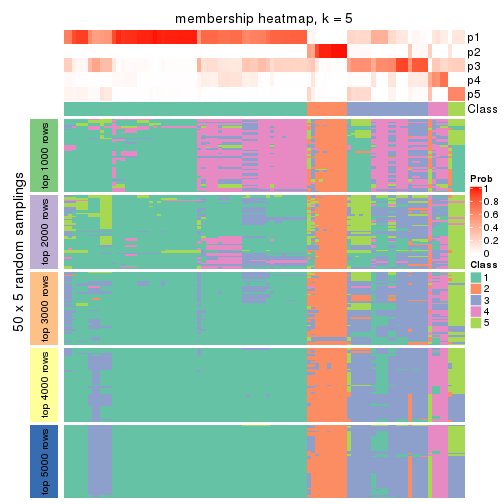 membership heatmap, k = 5
p1
p2
p3
p4
p5
Class
50 x 5 random samplings
top 1000 rows
top 2000 rows
top 3000 rows
top 4000 rows
top 5000 rows
Prob
1
0.8
0.6
0.4
0.2
0
Class
1
2
3
4
5